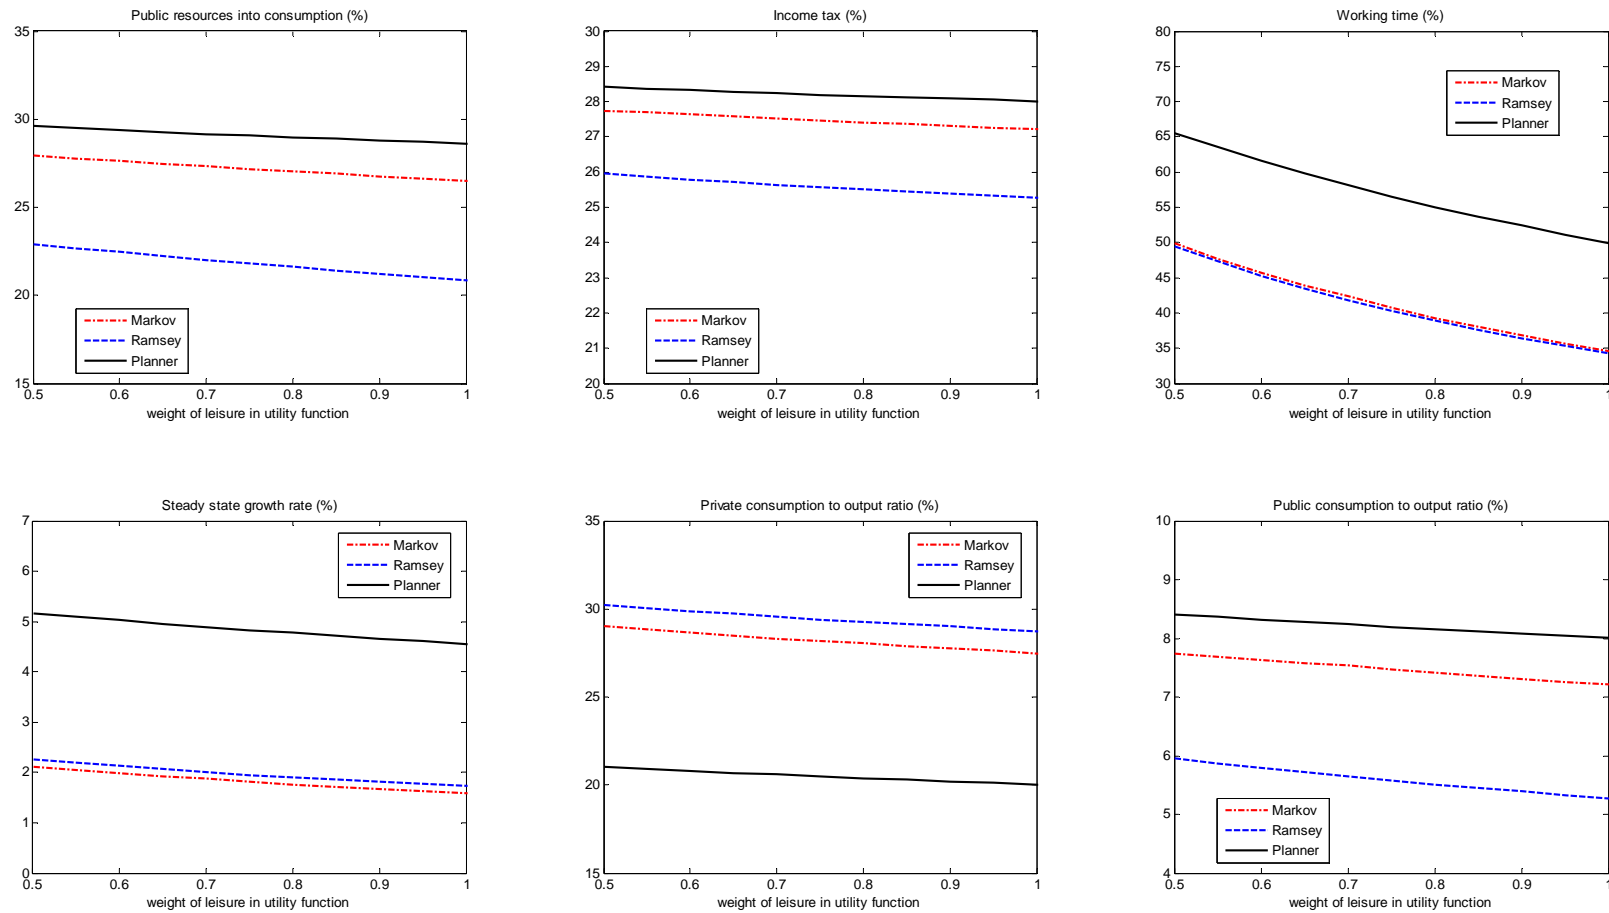 Public resources into consumption (%)
35
30
25
20
15
Markov
Ramsey
Planner
0.5 0.6 0.7 0.8 0.9 1
weight of leisure in utility function
Income tax (%)
30
29
28
27
26
25
24
23
22
21
20
Markov
Ramsey
Planner
0.5 0.6 0.7 0.8 0.9 1
weight of leisure in utility function
Working time (%)
80
75
70
65
60
55
50
45
40
35
30
Markov
Ramsey
Planner
0.5 0.6 0.7 0.8 0.9 1
weight of leisure in utility function
Steady state growth rate (%)
7
6
5
4
3
2
1
0
Markov
Ramsey
Planner
0.5 0.6 0.7 0.8 0.9 1
weight of leisure in utility function
Private consumption to output ratio (%)
35
30
25
20
15
Markov
Ramsey
Planner
0.5 0.6 0.7 0.8 0.9 1
weight of leisure in utility function
Public consumption to output ratio (%)
10
9
8
7
6
5
4
Markov
Ramsey
Planner
0.5 0.6 0.7 0.8 0.9 1
weight of leisure in utility function